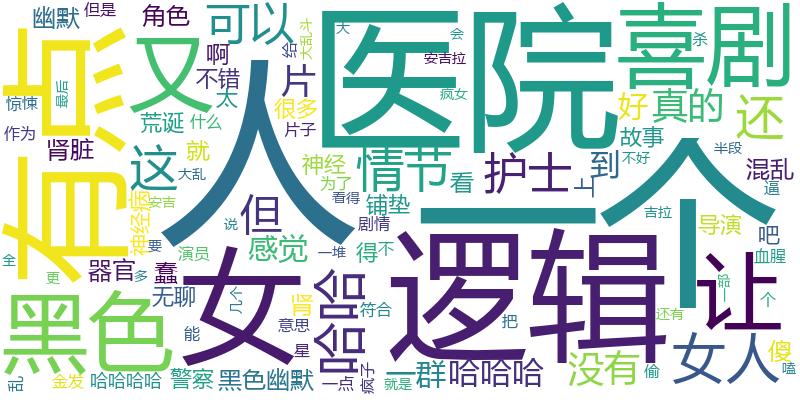 幽默 但是 角色 可以 大乱斗 给 大 医院 会 喜剧
有点 又 啊 安吉拉 杀
惊悚 最后 不错 太 片 疯女 好 真的 还
作为 荒诞 什么 很多 片子 故事 不好 半段
肾脏 这 就 人 神经 情节 看 护士 到 上 混乱
大乱 为了 一个 逼
神经病 安吉 但 看得 铺垫 吉拉 导演
全 要 演员 说 感觉 一堆 剧情 得 不 逻辑 让 吧
更 器官 多 蠢 女 哈哈 血腥
黑色 无聊 几个 肾 符合 一 个
能 意思 把 还有
星 没有 女人 傻
乱 金发 哈哈哈哈 警察 黑色幽默 一点 疯子 就是 一群 哈哈哈 偷 嗑